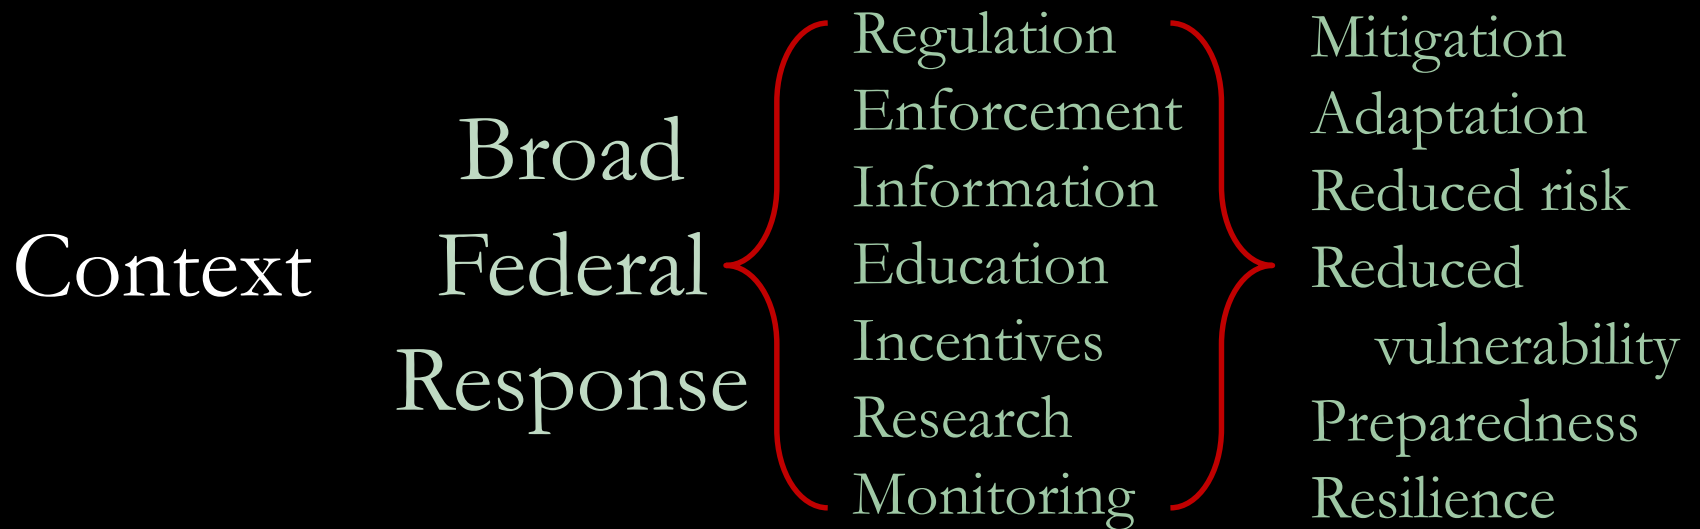 Context
Broad
Federal
Response
Regulation
Enforcement
Information
Education
Incentives
Research
Monitoring
Mitigation
Adaptation
Reduced risk
Reduced
vulnerability
Preparedness
Resilience